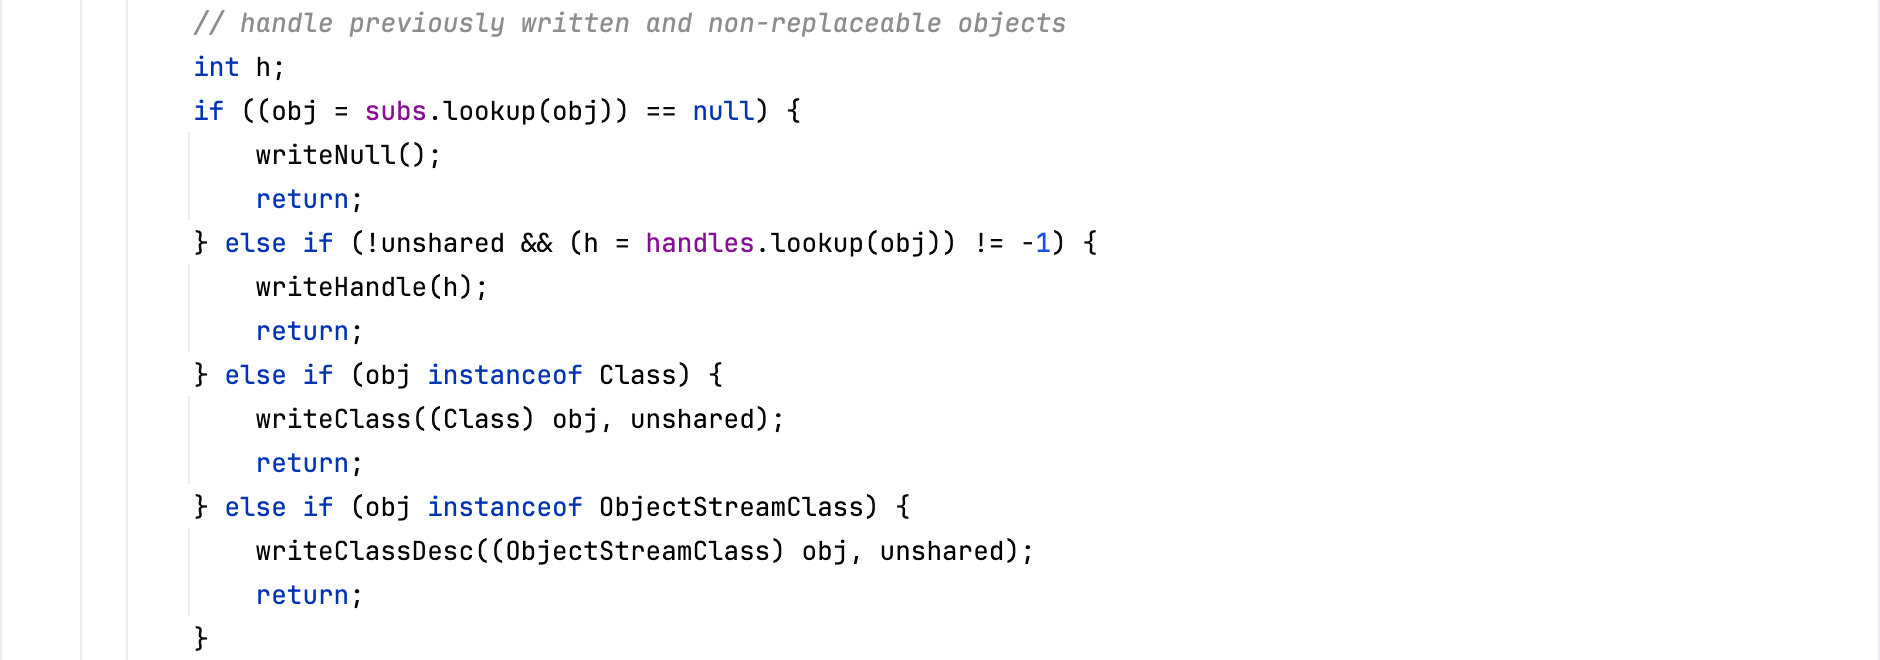 // handle previously written and non-replaceable objects
int h;
if ((obj = subs.lookup(obj)) == null) {
    writeNull();
    return;
} else if (!unshared && (h = handles.lookup(obj)) != -1) {
    writeHandle(h);
    return;
} else if (obj instanceof Class) {
    writeClass((Class) obj, unshared);
    return;
} else if (obj instanceof ObjectStreamClass) {
    writeClassDesc((ObjectStreamClass) obj, unshared);
    return;
}